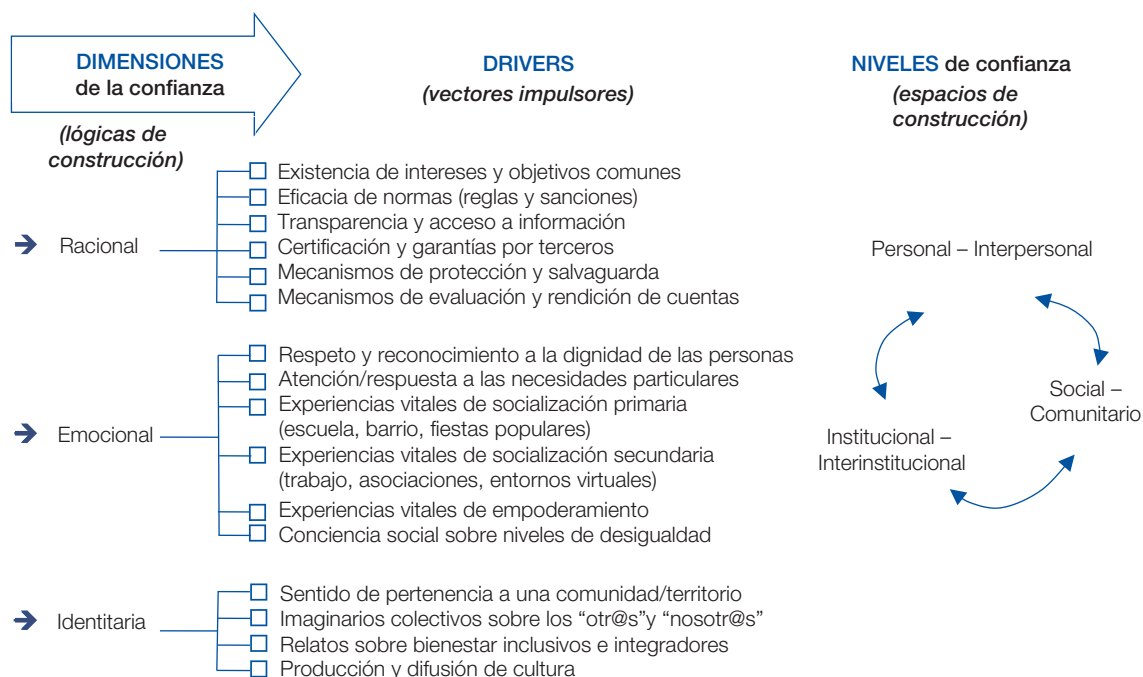 DIMENSIONES
de la confianza
(lógicas de
construcción)
DRIVERS
(vectores impulsores)
NIVELES de confianza
(espacios de
construcción)
Racional
Existencia de intereses y objetivos comunes
Eficacia de normas (reglas y sanciones)
Transparencia y acceso a información
Certificación y garantías por terceros
Mecanismos de protección y salvaguarda
Mecanismos de evaluación y rendición de cuentas
Emocional
Respeto y reconocimiento a la dignidad de las personas
Atención/respuesta a las necesidades particulares
Experiencias vitales de socialización primaria
(escuela, barrio, fiestas populares)
Experiencias vitales de socialización secundaria
(trabajo, asociaciones, entornos virtuales)
Experiencias vitales de empoderamiento
Conciencia social sobre niveles de desigualdad
Identitaria
Sentido de pertenencia a una comunidad/territorio
Imaginarios colectivos sobre los “otr@s”y “nosotr@s”
Relatos sobre bienestar inclusivos e integradores
Producción y difusión de cultura
Personal – Interpersonal
Social –
Comunitario
Institucional –
Interinstitucional